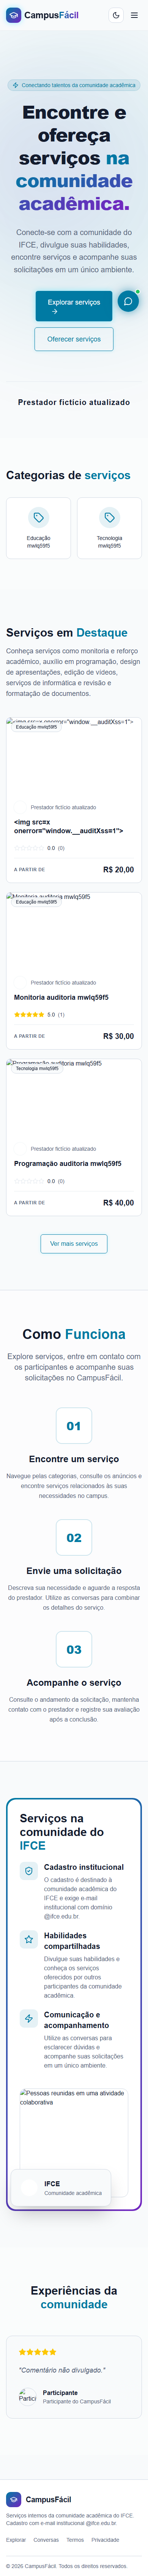 CampusFácil
Conectando talentos da comunidade acadêmica
Encontre e
ofereça
serviços na
comunidade
acadêmica.
Conecte-se com a comunidade do
IFCE, divulgue suas habilidades,
encontre serviços e acompanhe suas
solicitações em um único ambiente.
Explorar serviços
Oferecer serviços
Prestador fictício atualizado
Categorias de serviços
Educação
mwlq59f5
Tecnologia
mwlq59f5
Serviços em Destaque
Conheça serviços como monitoria e reforço
acadêmico, auxílio em programação, design
de apresentações, edição de vídeos,
serviços de informática e revisão e
formatação de documentos.
<img src=x onerror="window.__auditXss=1">
Educação mwlq59f5
Prestador fictício atualizado
<img src=x
onerror="window.__auditXss=1">
0.0 (0)
A PARTIR DE
R$ 20,00
Monitoria auditoria mwlq59f5
Educação mwlq59f5
Prestador fictício atualizado
Monitoria auditoria mwlq59f5
5.0 (1)
A PARTIR DE
R$ 30,00
Programação auditoria mwlq59f5
Tecnologia mwlq59f5
Prestador fictício atualizado
Programação auditoria mwlq59f5
0.0 (0)
A PARTIR DE
R$ 40,00
Ver mais serviços
Como Funciona
Explore serviços, entre em contato com
os participantes e acompanhe suas
solicitações no CampusFácil.
01
Encontre um serviço
Navegue pelas categorias, consulte os anúncios e
encontre serviços relacionados às suas
necessidades no campus.
02
Envie uma solicitação
Descreva sua necessidade e aguarde a resposta
do prestador. Utilize as conversas para combinar
os detalhes do serviço.
03
Acompanhe o serviço
Consulte o andamento da solicitação, mantenha
contato com o prestador e registre sua avaliação
após a conclusão.
Serviços na
comunidade do
IFCE
Cadastro institucional
O cadastro é destinado à
comunidade acadêmica do
IFCE e exige e-mail
institucional com domínio
@ifce.edu.br.
Habilidades
compartilhadas
Divulgue suas habilidades e
conheça os serviços
oferecidos por outros
participantes da comunidade
acadêmica.
Comunicação e
acompanhamento
Utilize as conversas para
esclarecer dúvidas e
acompanhe suas solicitações
em um único ambiente.
Pessoas reunidas em uma atividade
colaborativa
IFCE
Comunidade acadêmica
Experiências da
comunidade
"Comentário não divulgado."
Partici
Participante
Participante do CampusFácil
CampusFácil
Serviços internos da comunidade acadêmica do IFCE.
Cadastro com e-mail institucional @ifce.edu.br.
Explorar Conversas Termos Privacidade
© 2026 CampusFácil. Todos os direitos reservados.